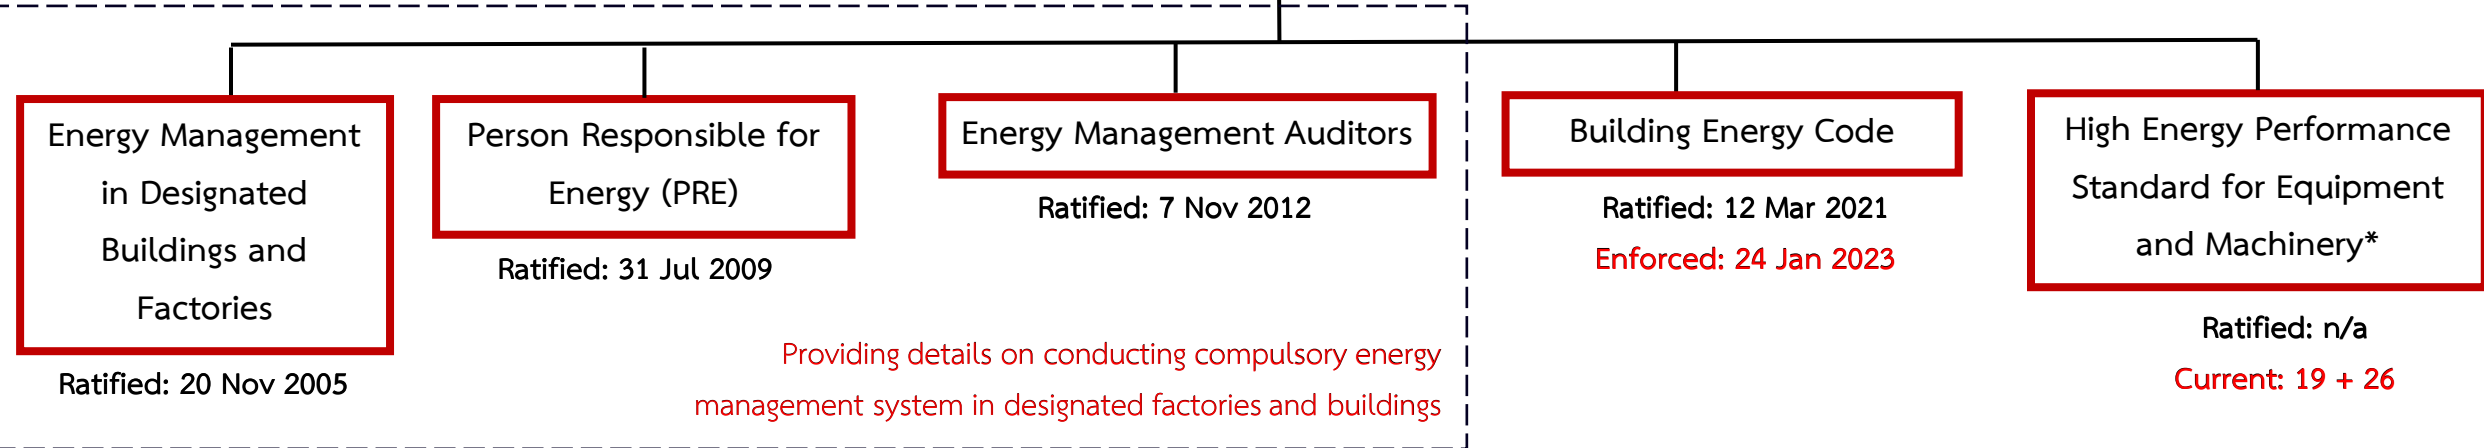 Energy Management
in Designated
Buildings and
Factories
Ratified: 20 Nov 2005
Person Responsible for
Energy (PRE)
Ratified: 31 Jul 2009
Energy Management Auditors
Ratified: 7 Nov 2012
Providing details on conducting compulsory energy
management system in designated factories and buildings
Building Energy Code
Ratified: 12 Mar 2021
Enforced: 24 Jan 2023
High Energy Performance
Standard for Equipment
and Machinery*
Ratified: n/a
Current: 19 + 26